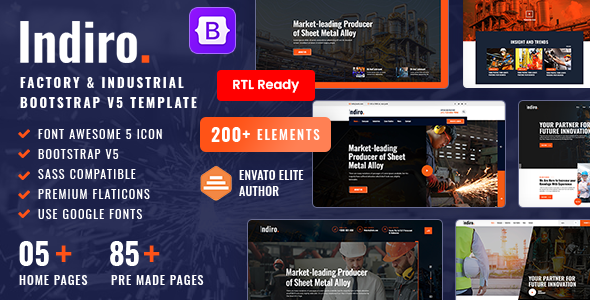 Indiro.
FACTORY & INDUSTRIAL
BOOTSTRAP V5 TEMPLATE
FONT AWESOME 5 ICON
BOOTSTRAP V5
SASS COMPATIBLE
PREMIUM FLATICONS
USE GOOGLE FONTS
05+
HOME PAGES
85+
PRE MADE PAGES
B
RTL Ready
200+ ELEMENTS
ENVATO ELITE
AUTHOR
Market-leading Producer
of Sheet Metal Alloy
INSIGHT AND TRENDS
Indiro.
Market-leading
Producer of Sheet
Metal Alloy
YOUR PARTNER FOR
FUTURE INNOVATION
Indiro.
Market-leading Producer
of Sheet Metal Alloy
Indiro.
YOUR PARTNER FOR
FUTURE INNOVATION